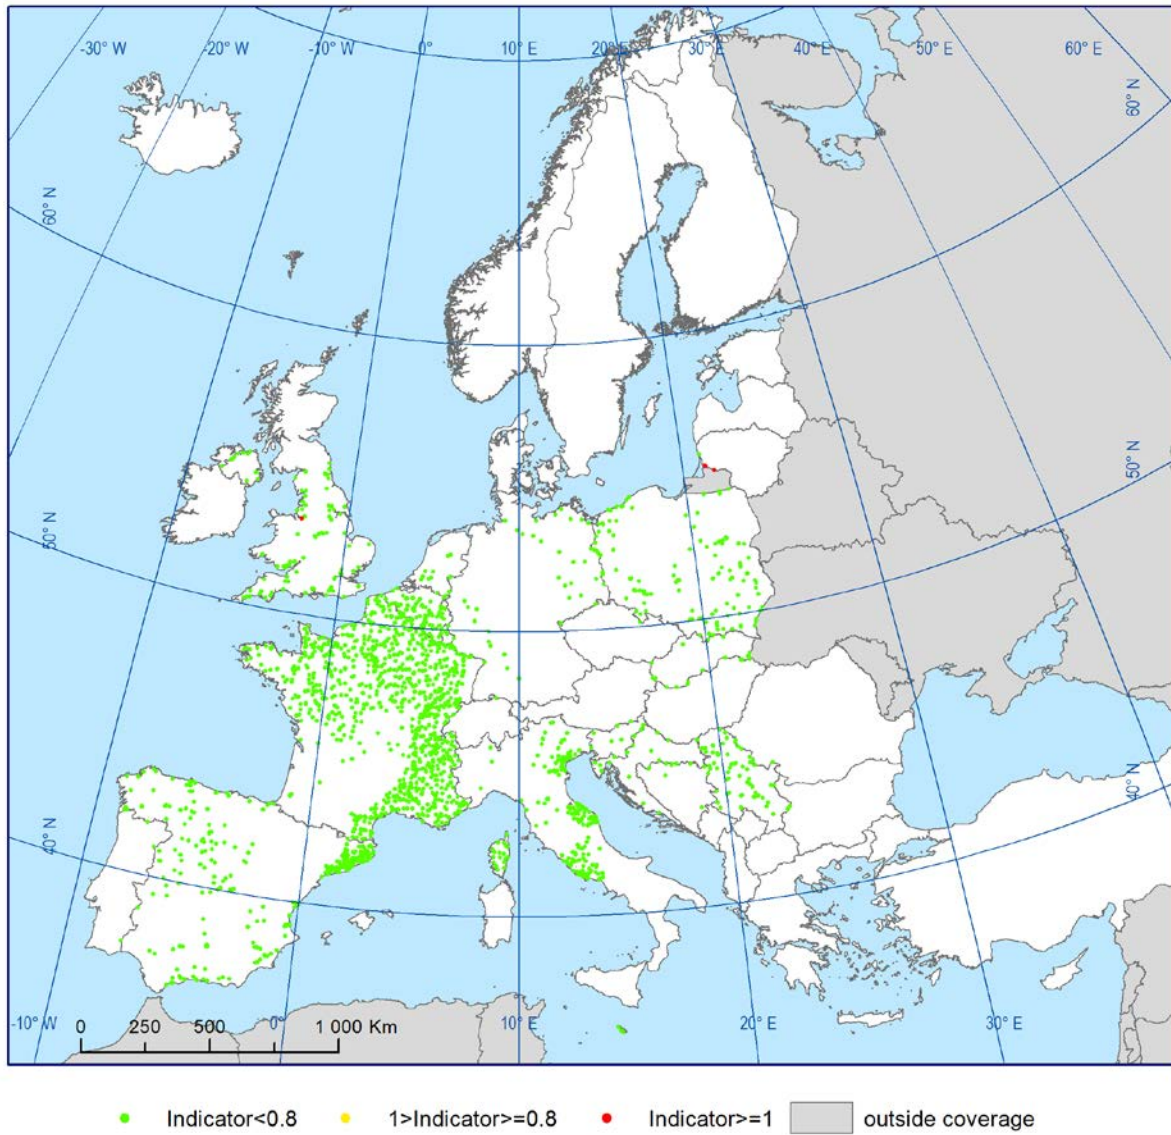 -30° W -20° W -10° W 0° 10° E 20° E 30° E 40° E 50° E 60° E
60° N
60° N
50° N
50° N
40° N
40° N
-10° W 0° 10° E 20° E 30° E
0 250 500 1 000 Km
Indicator<0.8 1>Indicator>=0.8 Indicator>=1 outside coverage